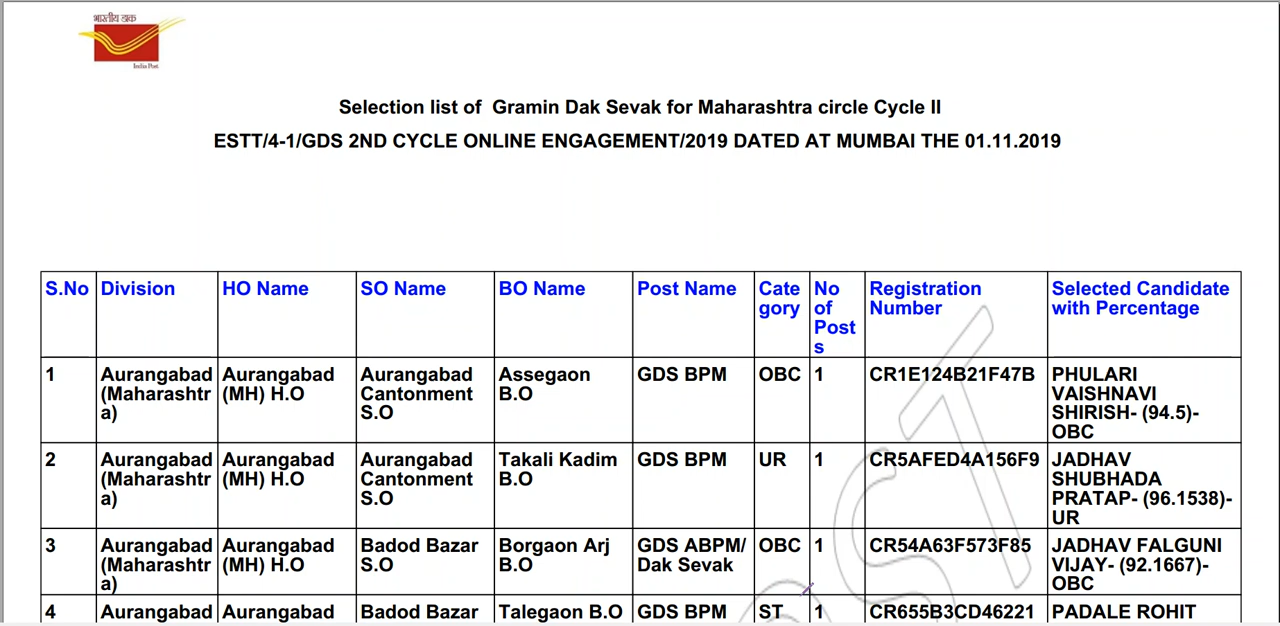 भारतीय डाक
India Post
Selection list of Gramin Dak Sevak for Maharashtra circle Cycle II
ESTT/4-1/GDS 2ND CYCLE ONLINE ENGAGEMENT/2019 DATED AT MUMBAI THE 01.11.2019
S.No Division HO Name SO Name BO Name Post Name Cate No Registration Selected Candidate
gory of Number with Percentage
Post
s
1 Aurangabad Aurangabad Aurangabad Assegaon GDS BPM OBC 1 CR1E124B21F47B PHULARI
(Maharashtr (MH) H.O Cantonment B.O VAISHNAVI
a) S.O SHIRISH- (94.5)-
OBC
2 Aurangabad Aurangabad Aurangabad Takali Kadim GDS BPM UR 1 CR5AFED4A156F9 JADHAV
(Maharashtr (MH) H.O Cantonment B.O SHUBHADA
a) S.O PRATAP- (96.1538)-
UR
3 Aurangabad Aurangabad Badod Bazar Borgaon Arj GDS ABPM/ OBC 1 CR54A63F573F85 JADHAV FALGUNI
(Maharashtr (MH) H.O S.O B.O Dak Sevak VIJAY- (92.1667)-
a) OBC
4 Aurangabad Aurangabad Badod Bazar Talegaon B.O GDS BPM ST 1 CR655B3CD46221 PADALE ROHIT